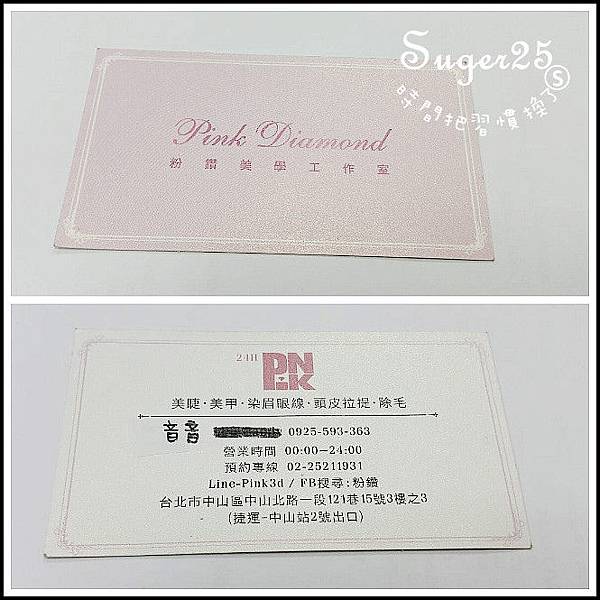 Suger25
時間把習慣換了
Ⓢ
Pink Diamond
粉鑽美學工作室
24H PiNK
美睫·美甲·染眉眼線·頭皮拉提·除毛
音音 0925-593-363
營業時間 00:00-24:00
預約專線 02-25211931
Line-Pink3d / FB搜尋:粉鑽
台北市中山區中山北路一段121巷15號3樓之3
(捷運-中山站2號出口)